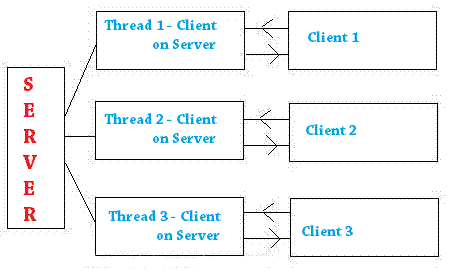 SERVER
Thread 1 - Client
on Server
Client 1
Thread 2 - Client
on Server
Client 2
Thread 3 - Client
on Server
Client 3